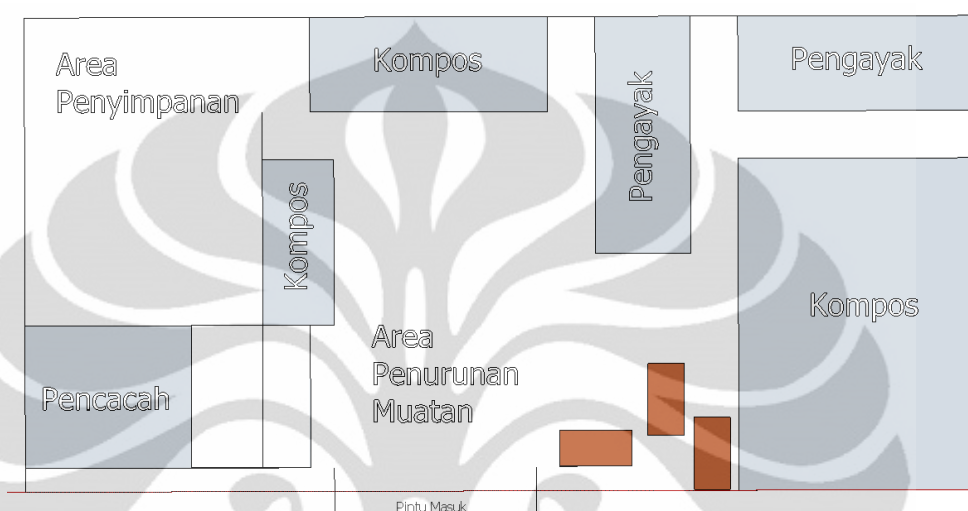 Area
Penyimpanan
Kompos
Pengayak
Pengayak
Kompos
Kompos
Area
Penurunan
Muatan
Pencacah
Pintu Masuk